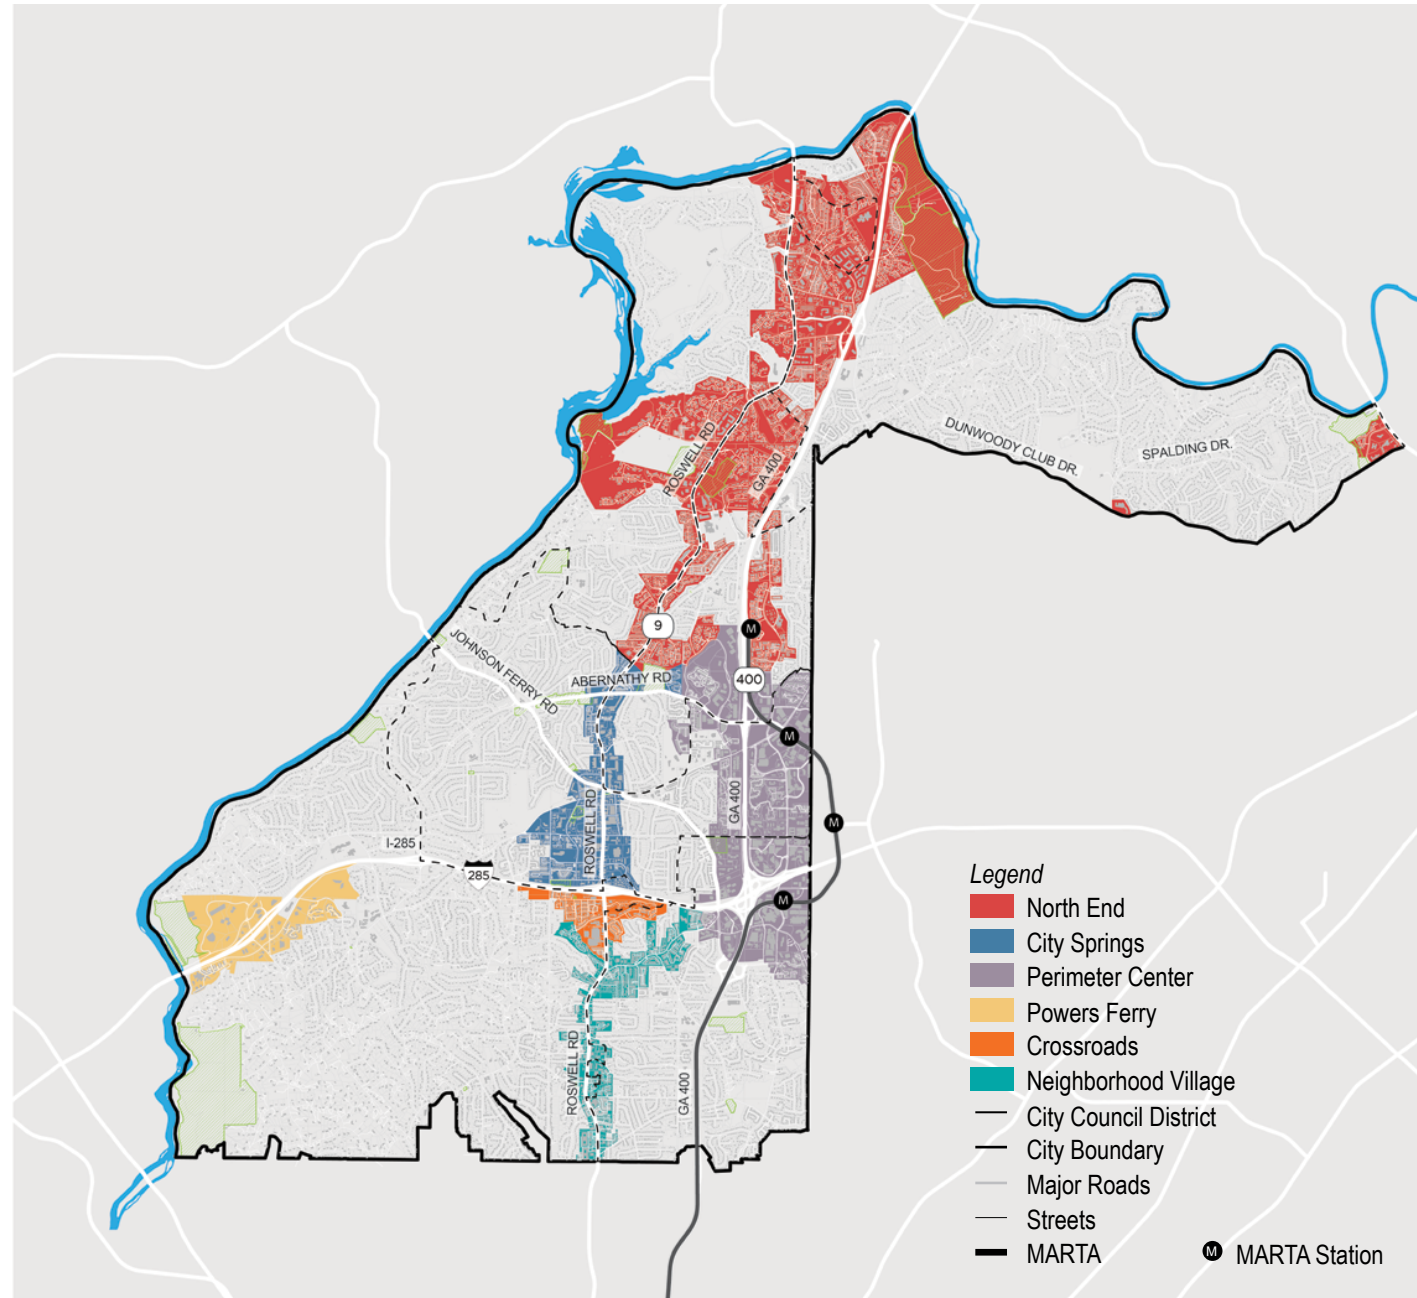 ROSWELL RD
GA 400
DUNWOODY CLUB DR.
SPALDING DR.
9
M
JOHNSON FERRY RD
ABERNATHY RD
400
M
ROSWELL RD
GA 400
M
I-285
285
M
ROSWELL RD
GA 400
Legend
North End
City Springs
Perimeter Center
Powers Ferry
Crossroads
Neighborhood Village
City Council District
City Boundary
Major Roads
Streets
MARTA
M MARTA Station